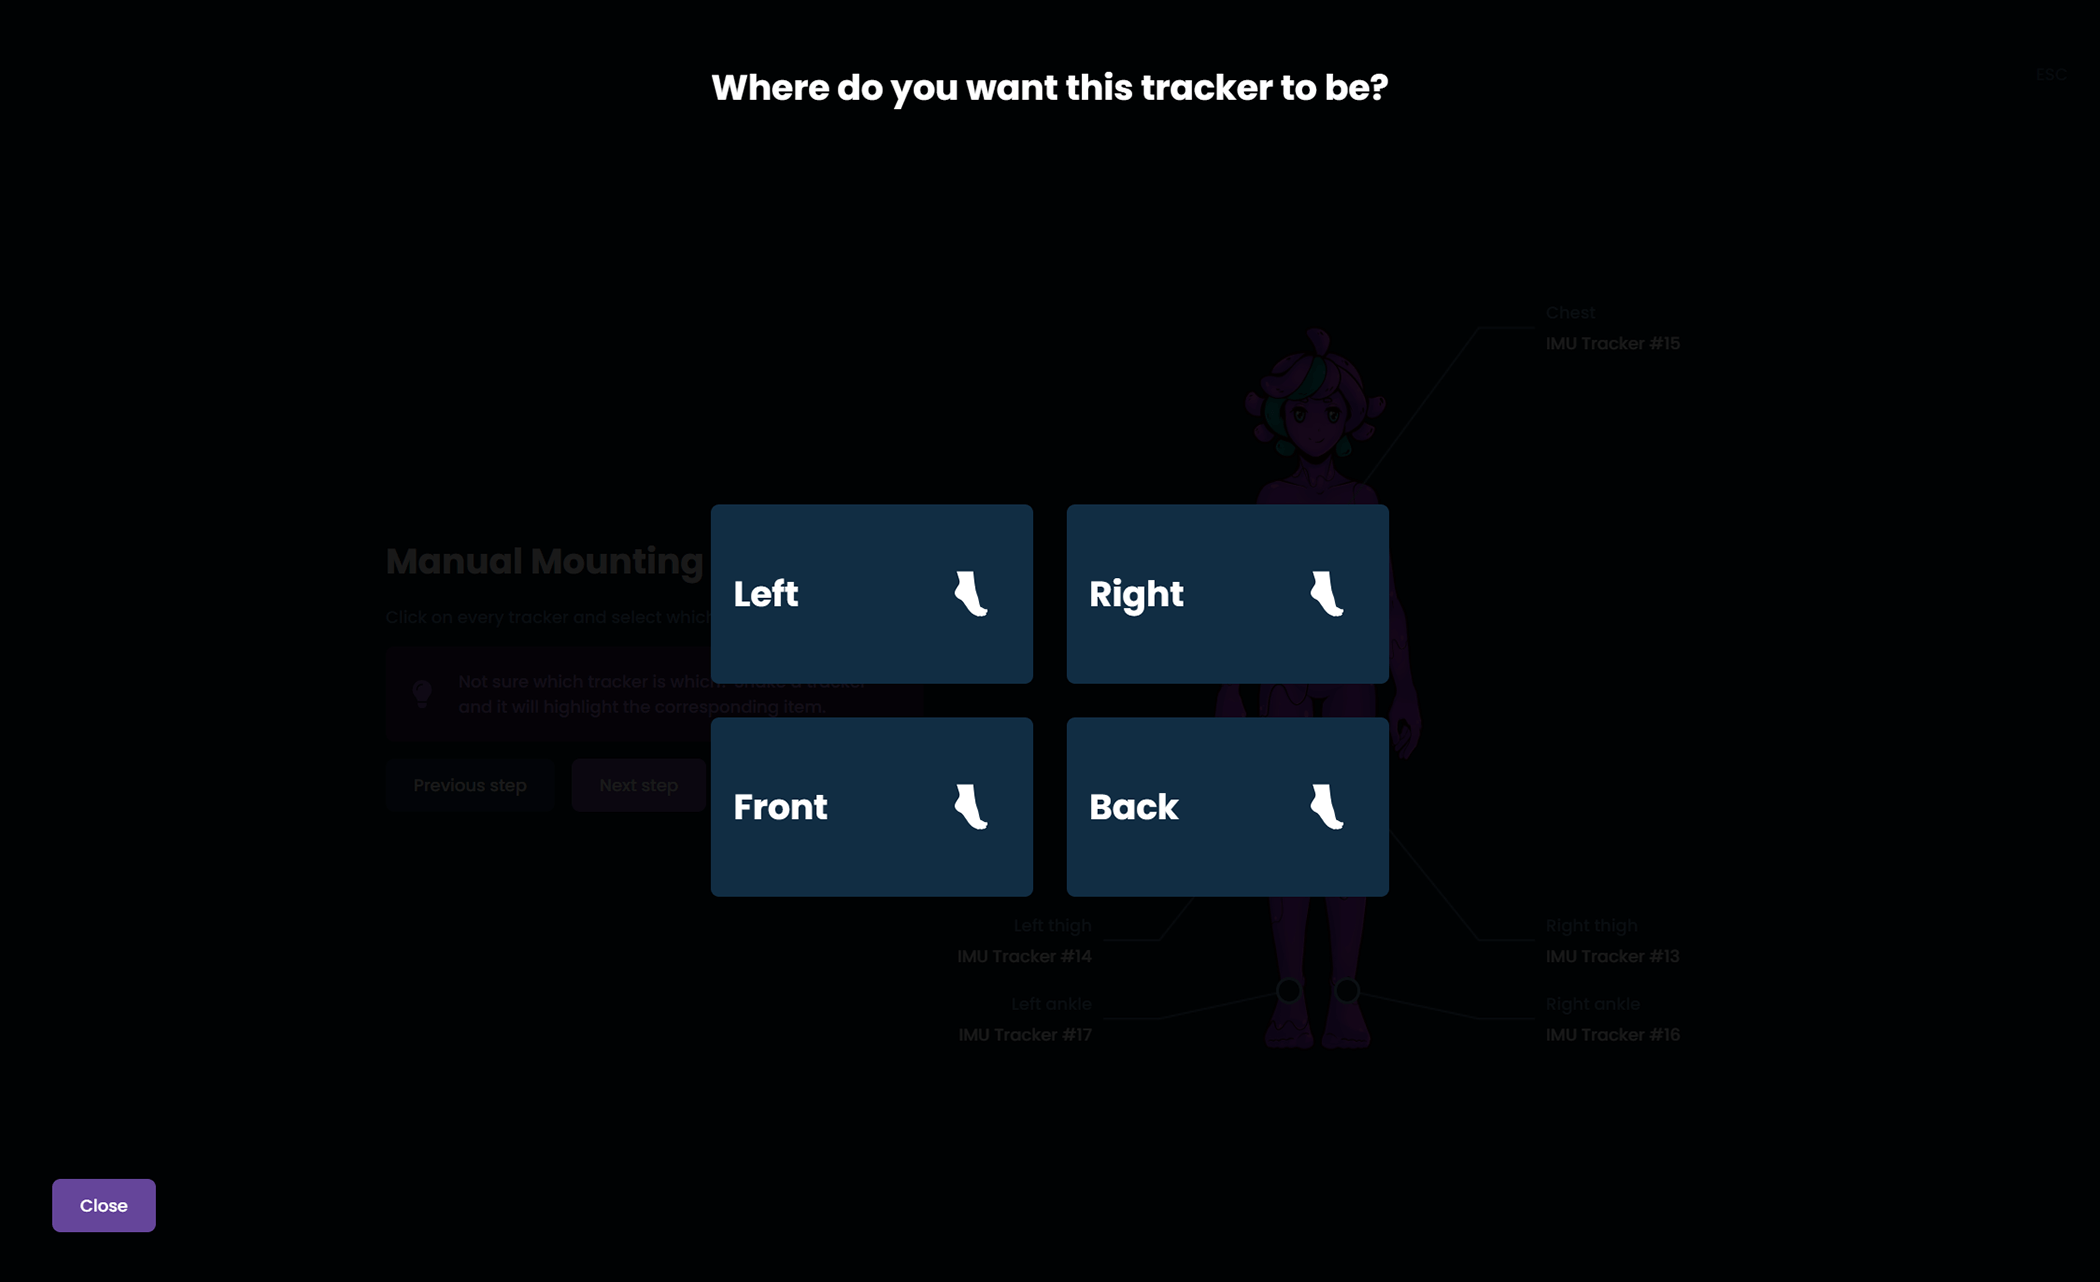 Where do you want this tracker to be?
ESC
Chest
IMU Tracker #15
Manual Mounting
Click on every tracker and select which
Not sure which tracker is which? Shake a tracker
and it will highlight the corresponding item.
Previous step
Next step
Left
Right
Front
Back
Left thigh
IMU Tracker #14
Right thigh
IMU Tracker #13
Left ankle
IMU Tracker #17
Right ankle
IMU Tracker #16
Close